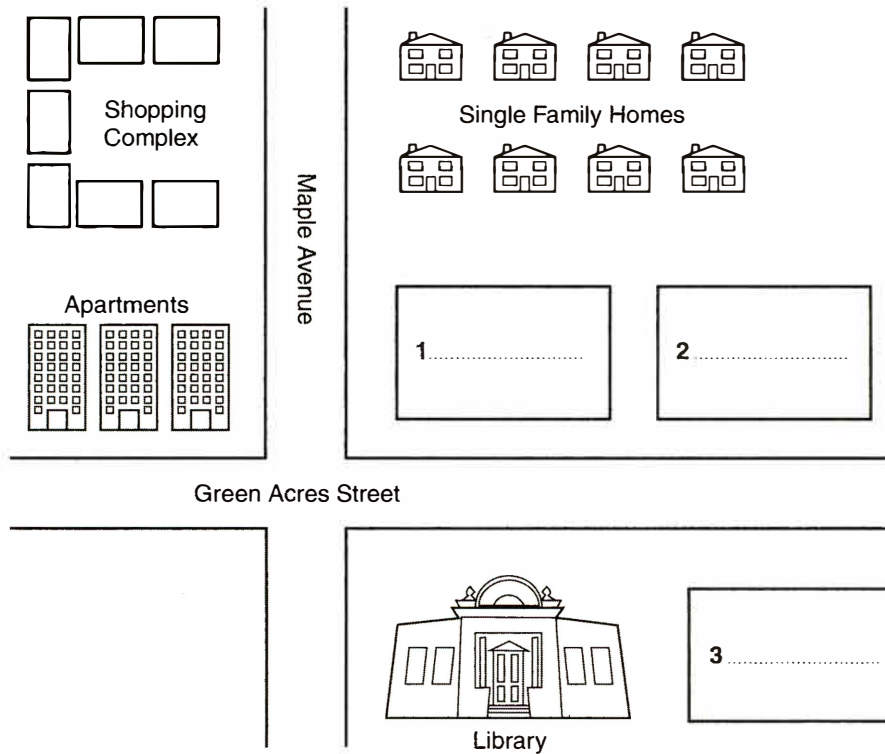 Shopping
Complex
Single Family Homes
Maple Avenue
Apartments
1....................
2....................
Green Acres Street
3....................
Library